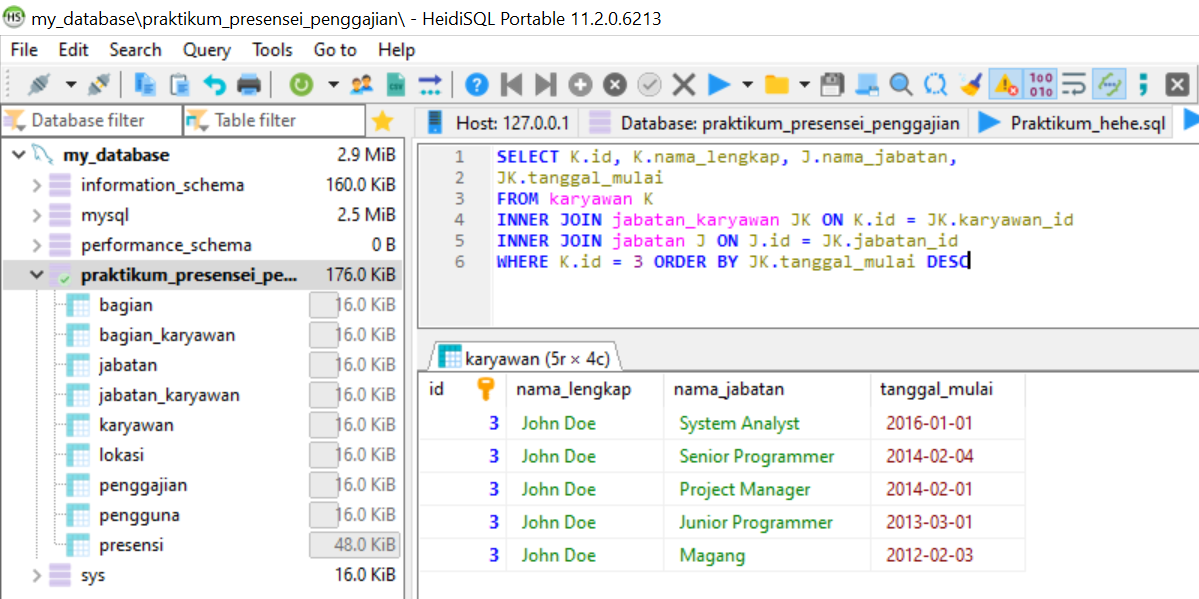 HS my_database\praktikum_presensei_penggajian\ - HeidiSQL Portable 11.2.0.6213
File Edit Search Query Tools Go to Help
Database filter Table filter
Host: 127.0.0.1 Database: praktikum_presensei_penggajian Praktikum_hehe.sql
my_database 2.9 MiB
information_schema 160.0 KiB
mysql 2.5 MiB
performance_schema 0 B
praktikum_presensei_pe... 176.0 KiB
bagian 16.0 KiB
bagian_karyawan 16.0 KiB
jabatan 16.0 KiB
jabatan_karyawan 16.0 KiB
karyawan 16.0 KiB
lokasi 16.0 KiB
penggajian 16.0 KiB
pengguna 16.0 KiB
presensi 48.0 KiB
sys 16.0 KiB
1 SELECT K.id, K.nama_lengkap, J.nama_jabatan,
2 JK.tanggal_mulai
3 FROM karyawan K
4 INNER JOIN jabatan_karyawan JK ON K.id = JK.karyawan_id
5 INNER JOIN jabatan J ON J.id = JK.jabatan_id
6 WHERE K.id = 3 ORDER BY JK.tanggal_mulai DESC
karyawan (5r × 4c)
id nama_lengkap nama_jabatan tanggal_mulai
3 John Doe System Analyst 2016-01-01
3 John Doe Senior Programmer 2014-02-04
3 John Doe Project Manager 2014-02-01
3 John Doe Junior Programmer 2013-03-01
3 John Doe Magang 2012-02-03